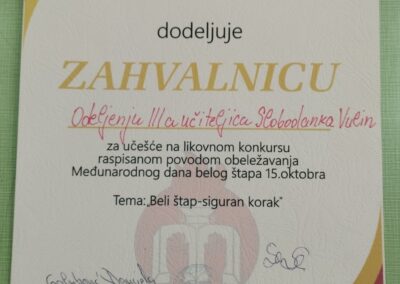 dodeljuje
ZAHVALNICU
Odeljenju IIIa učiteljica Slobodanka Vulin
za učešće na likovnom konkursu
raspisanom povodom obeležavanja
Međunarodnog dana belog štapa 15.oktobra
Tema:„Beli štap-siguran korak“